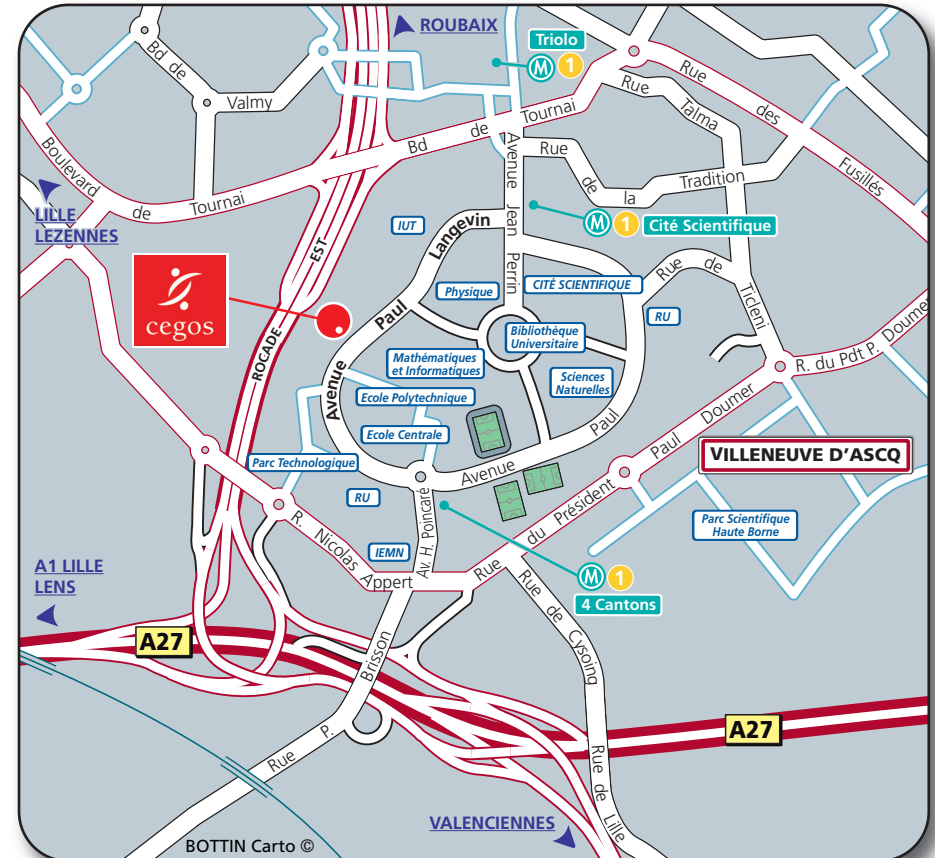 ROUBAIX
Triolo
M 1
Bd de
Valmy
Rue
Talma
Rue
des
Fusillés
Boulevard
de
Tournai
Bd
de
Tournai
Avenue
Jean
Perrin
Rue
de
la
Tradition
LILLE
LEZENNES
M 1
Cité Scientifique
IUT
Langevin
Paul
Avenue
EST
ROCADE
cegos
Physique
CITÉ SCIENTIFIQUE
Rue
de
Ticleni
RU
Bibliothèque
Universitaire
Mathématiques
et Informatiques
Sciences
Naturelles
Ecole Polytechnique
Ecole Centrale
Parc Technologique
RU
Avenue
Paul
R. du Pdt P. Doumer
Rue
du
Président
Paul
Doumer
VILLENEUVE D'ASCQ
Parc Scientifique
Haute Borne
R. Nicolas
Appert
IEMN
Av. H. Poincaré
M 1
4 Cantons
A1 LILLE
LENS
A27
Rue
de
Cysoing
Rue P.
Brisson
A27
Rue de
Lille
VALENCIENNES
BOTTIN Carto ©